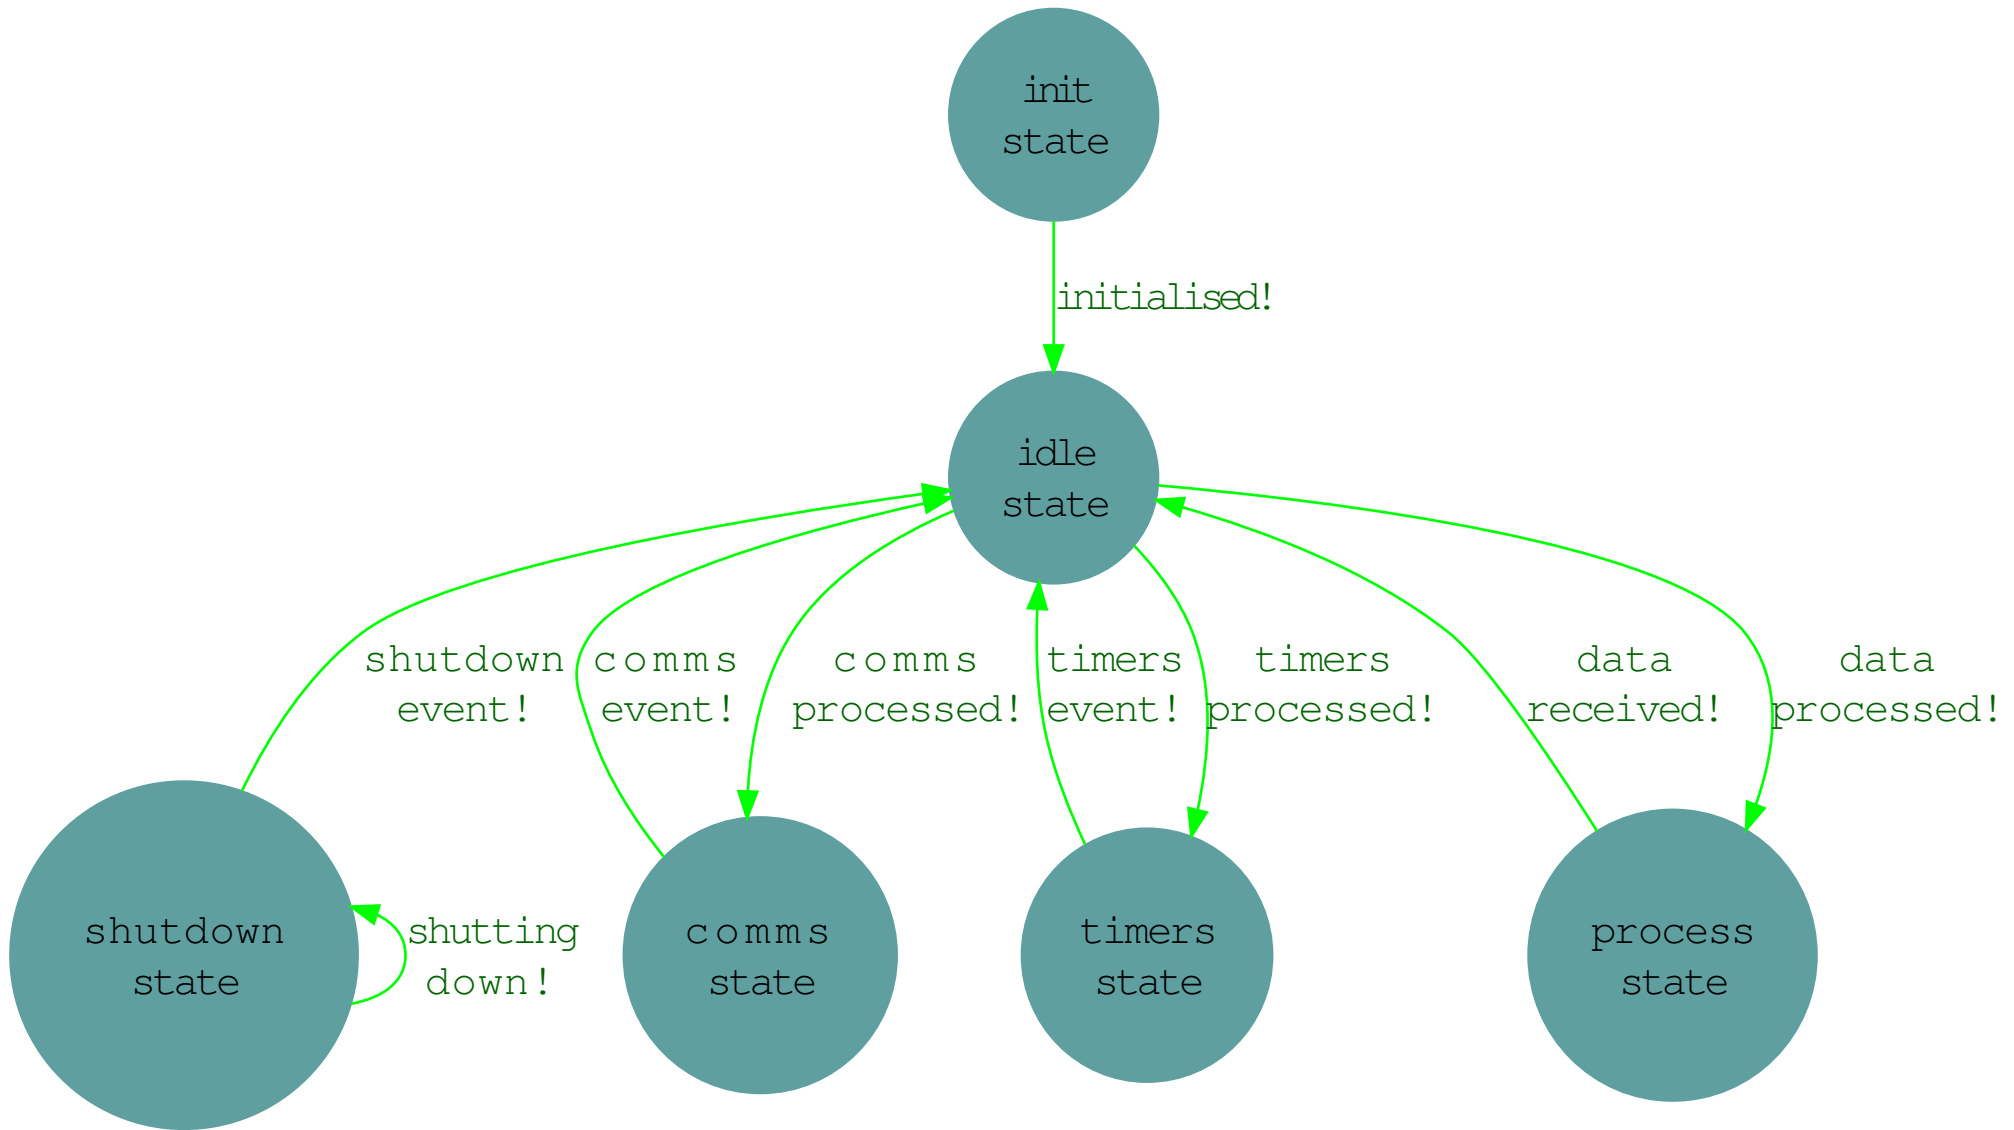 init
state
initialised!
idle
state
shutdown
event!
comms
event!
comms
processed!
timers
event!
timers
processed!
data
received!
data
processed!
shutdown
state
shutting
down!
comms
state
timers
state
process
state